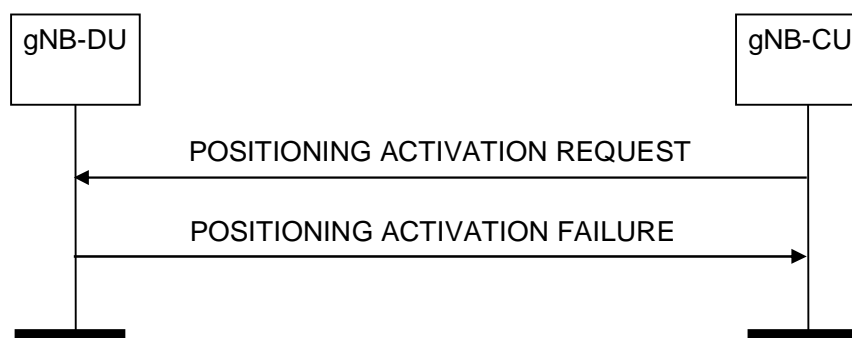 gNB-DU
gNB-CU
POSITIONING ACTIVATION REQUEST
POSITIONING ACTIVATION FAILURE